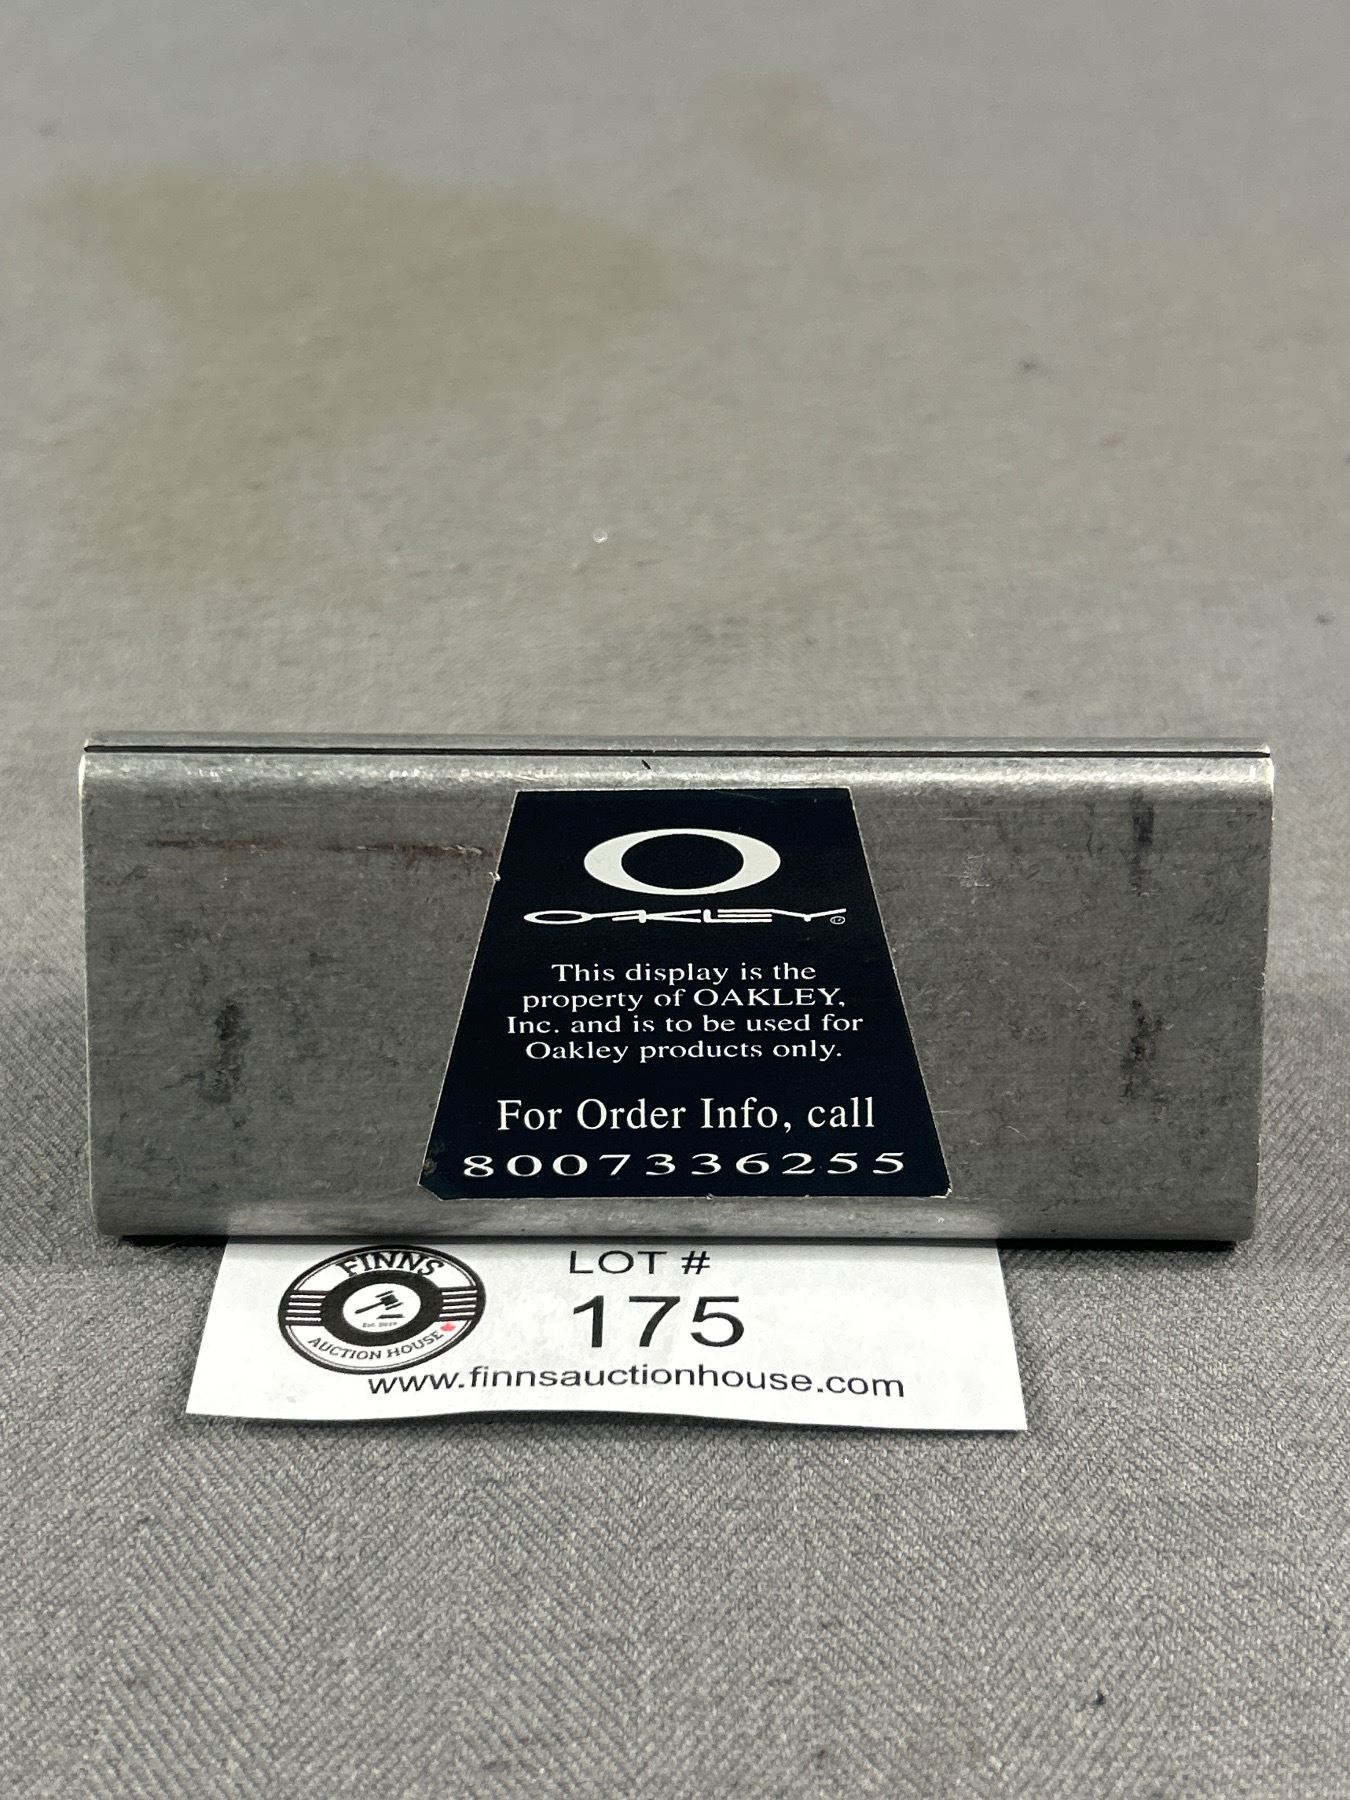 OAKLEY
This display is the
property of OAKLEY,
Inc. and is to be used for
Oakley products only.
For Order Info, call
8007336255
FINNS
AUCTION HOUSE
LOT #
175
www.finnsauctionhouse.com